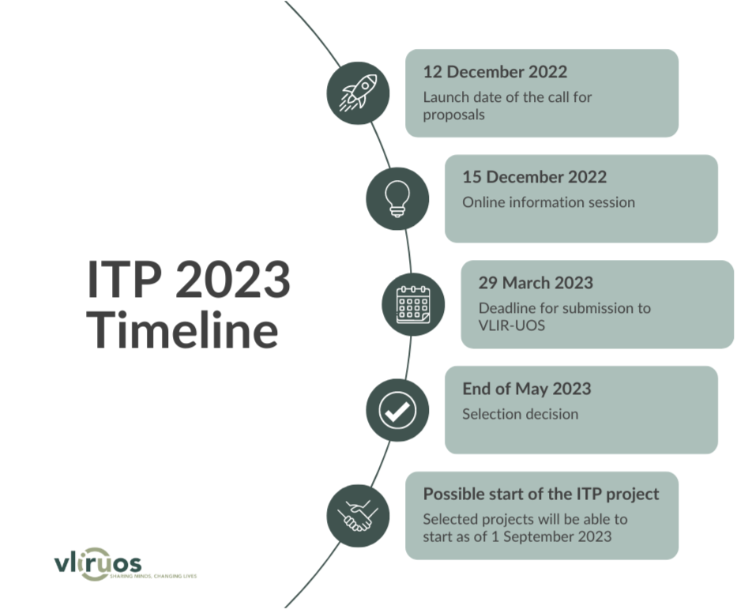 ITP 2023
Timeline
12 December 2022
Launch date of the call for
proposals
15 December 2022
Online information session
29 March 2023
Deadline for submission to
VLIR-UOS
End of May 2023
Selection decision
Possible start of the ITP project
Selected projects will be able to
start as of 1 September 2023
vliruos
SHARING MINDS, CHANGING LIVES